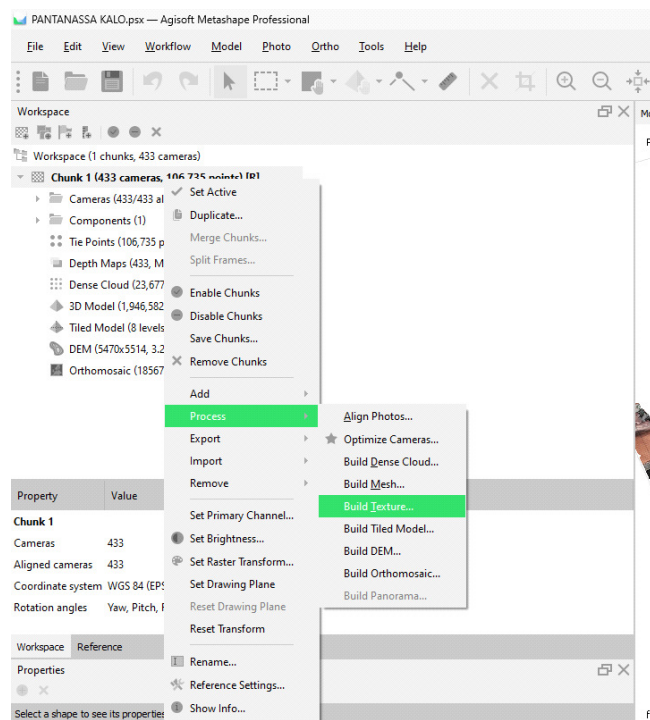 PANTANASSA KALO.psx — Agisoft Metashape Professional
File Edit View Workflow Model Photo Ortho Tools Help
Workspace
Workspace (1 chunks, 433 cameras)
Chunk 1 (433 cameras, 106,735 points) [R]
Cameras (433/433 al
Components (1)
Tie Points (106,735 p
Depth Maps (433, M
Dense Cloud (23,677
3D Model (1,946,582
Tiled Model (8 levels
DEM (5470x5514, 3.2
Orthomosaic (18567
Set Active
Duplicate...
Merge Chunks...
Split Frames...
Enable Chunks
Disable Chunks
Save Chunks...
Remove Chunks
Add
Process
Export
Import
Remove
Set Primary Channel...
Set Brightness...
Set Raster Transform...
Set Drawing Plane
Reset Drawing Plane
Reset Transform
Rename...
Reference Settings...
Show Info...
Align Photos...
Optimize Cameras...
Build Dense Cloud...
Build Mesh...
Build Texture...
Build Tiled Model...
Build DEM...
Build Orthomosaic...
Build Panorama...
Property Value
Chunk 1
Cameras 433
Aligned cameras 433
Coordinate system WGS 84 (EPS
Rotation angles Yaw, Pitch, R
Workspace Reference
Properties
Select a shape to see its properties